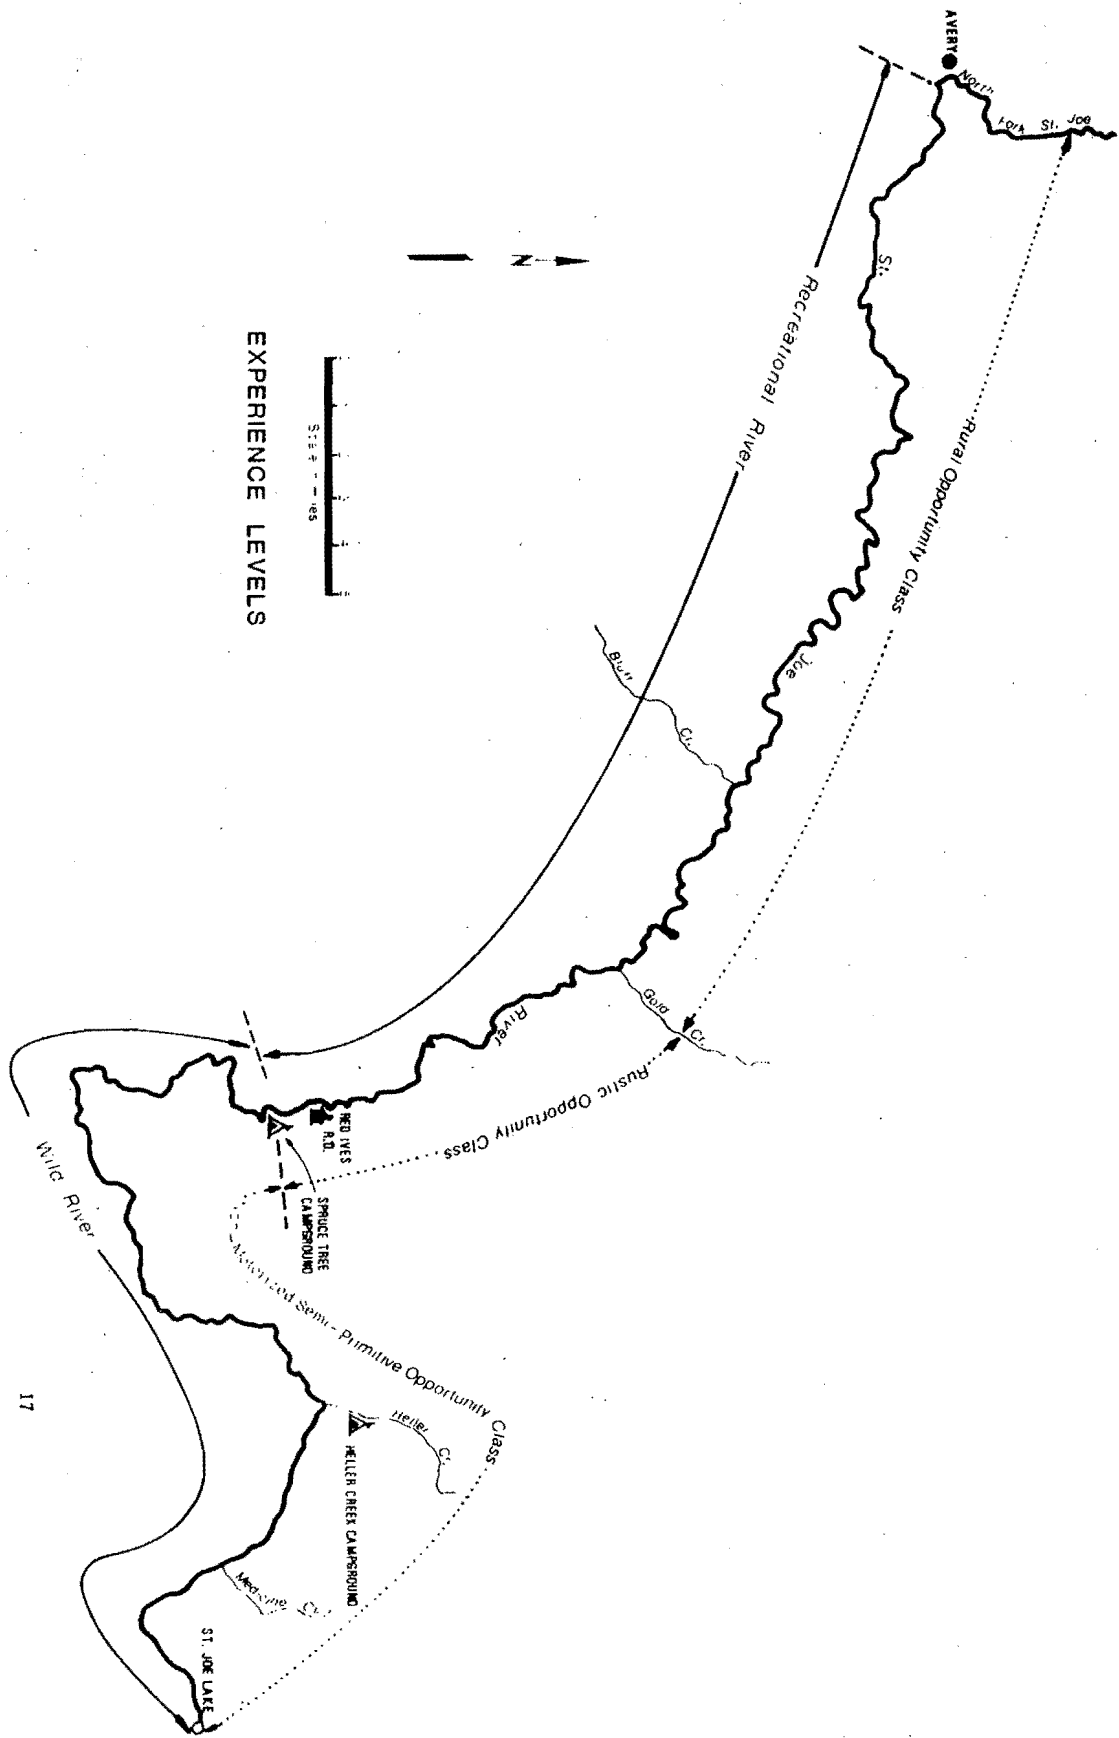 AVERY
North
Fork St. Joe
St.
Joe
River
Recreational River
Rural Opportunity Class
N
EXPERIENCE LEVELS
Bluff
Cr.
Gold
Cr.
Rustic Opportunity Class
RED IVES
R.D.
SPRUCE TREE
CAMPGROUND
Wild River
Motorized Semi-Primitive Opportunity Class
Heller
Cr.
HELLER CREEK CAMPGROUND
Medicine Cr.
ST. JOE LAKE
17